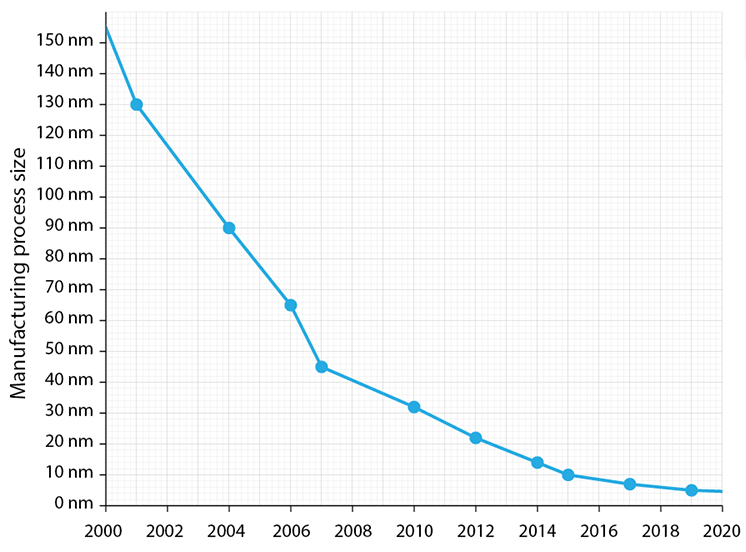 Manufacturing process size
150 nm
140 nm
130 nm
120 nm
110 nm
100 nm
90 nm
80 nm
70 nm
60 nm
50 nm
40 nm
30 nm
20 nm
10 nm
0 nm
2000 2002 2004 2006 2008 2010 2012 2014 2016 2018 2020